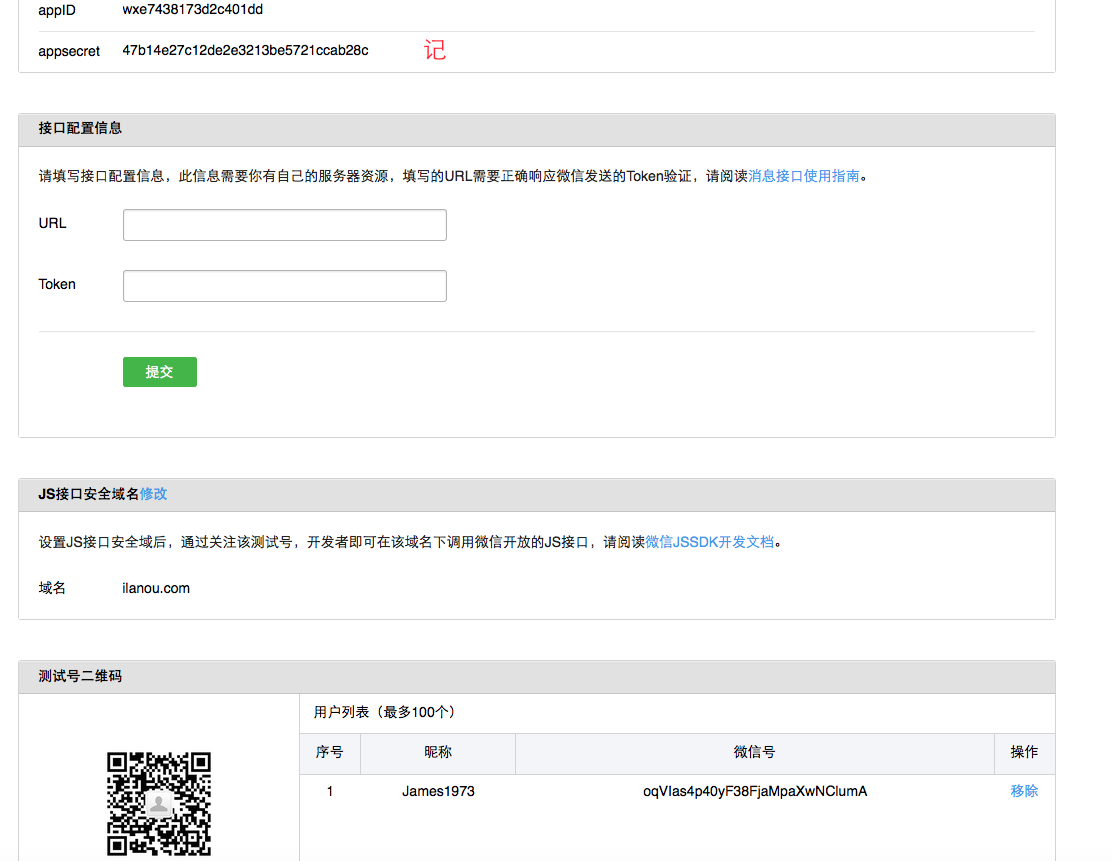 appID wxe7438173d2c401dd
appsecret 47b14e27c12de2e3213be5721ccab28c 记
接口配置信息
请填写接口配置信息，此信息需要你有自己的服务器资源，填写的URL需要正确响应微信发送的Token验证，请阅读消息接口使用指南。
URL
Token
提交
JS接口安全域名修改
设置JS接口安全域后，通过关注该测试号，开发者即可在该域名下调用微信开放的JS接口，请阅读微信JSSDK开发文档。
域名 ilanou.com
测试号二维码
用户列表（最多100个）
序号 昵称 微信号 操作
1 James1973 oqVIas4p40yF38FjaMpaXwNClumA 移除